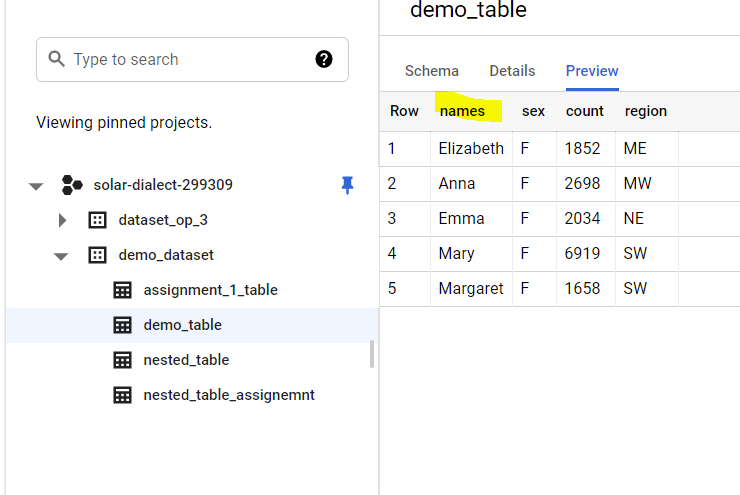 demo_table
Type to search
Schema Details Preview
Viewing pinned projects.
Row names sex count region
1 Elizabeth F 1852 ME
2 Anna F 2698 MW
3 Emma F 2034 NE
4 Mary F 6919 SW
5 Margaret F 1658 SW
solar-dialect-299309
dataset_op_3
demo_dataset
assignment_1_table
demo_table
nested_table
nested_table_assignemnt